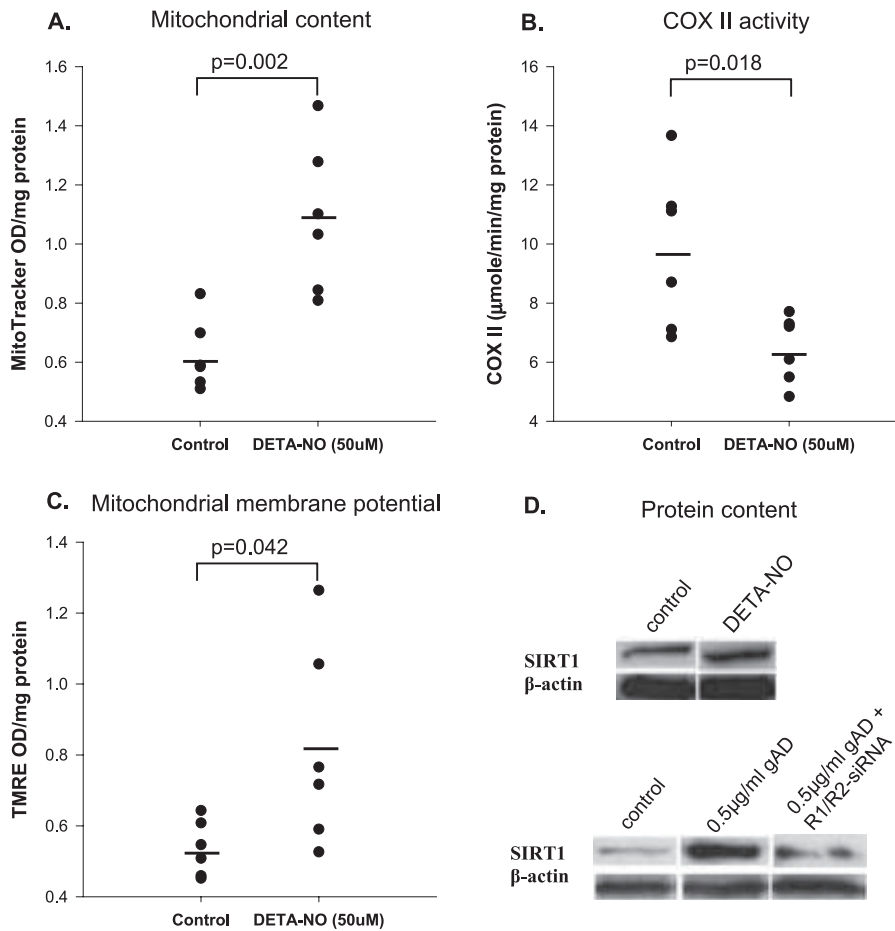 A. Mitochondrial content
p=0.002
1.6
1.4
1.2
1.0
0.8
0.6
0.4
MitoTracker OD/mg protein
Control DETA-NO (50uM)
B. COX II activity
p=0.018
16
14
12
10
8
6
4
COX II (μmole/min/mg protein)
Control DETA-NO (50uM)
C. Mitochondrial membrane potential
p=0.042
1.4
1.2
1.0
0.8
0.6
0.4
TMRE OD/mg protein
Control DETA-NO (50uM)
D. Protein content
control DETA-NO
SIRT1
β-actin
control 0.5μg/ml gAD 0.5μg/ml gAD +
R1/R2-siRNA
SIRT1
β-actin